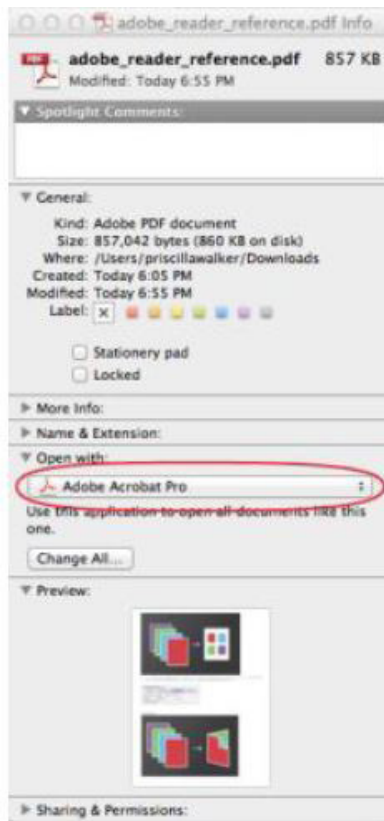 adobe_reader_reference.pdf Info
adobe_reader_reference.pdf 857 KB
Modified: Today 6:55 PM
▼ Spotlight Comments:
▼ General:
Kind: Adobe PDF document
Size: 857,042 bytes (860 KB on disk)
Where: /Users/priscillawalker/Downloads
Created: Today 6:05 PM
Modified: Today 6:55 PM
Label: ×
Stationery pad
Locked
▶ More Info:
▶ Name & Extension:
▼ Open with:
Adobe Acrobat Pro
Use this application to open all documents like this
one.
Change All...
▼ Preview:
▶ Sharing & Permissions: